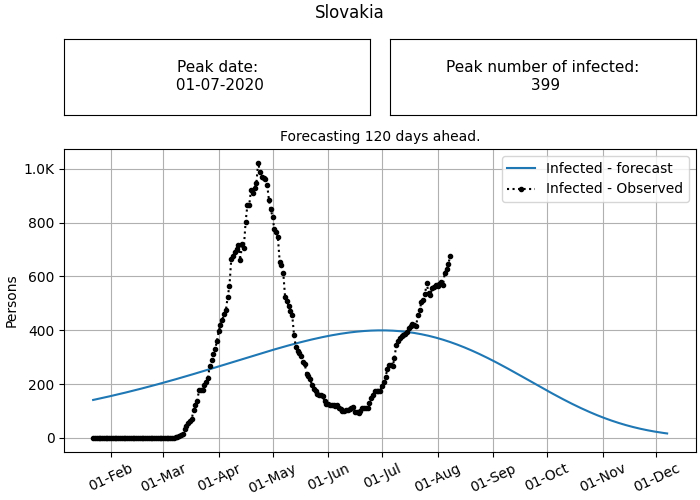 Slovakia
Peak date:
01-07-2020
Peak number of infected:
399
Forecasting 120 days ahead.
Infected - forecast
Infected - Observed
Persons
1.0K
800
600
400
200
0
01-Feb
01-Mar
01-Apr
01-May
01-Jun
01-Jul
01-Aug
01-Sep
01-Oct
01-Nov
01-Dec